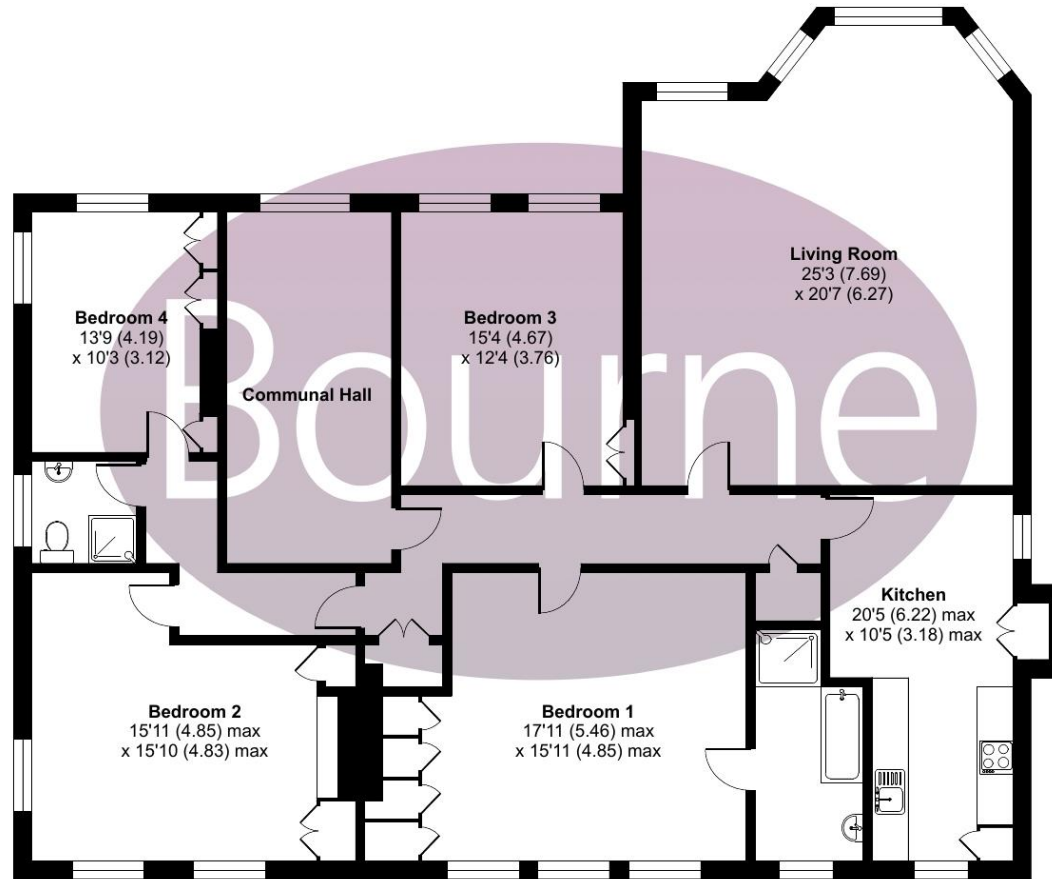 Living Room
25'3 (7.69)
x 20'7 (6.27)
Bedroom 4
13'9 (4.19)
x 10'3 (3.12)
Bedroom 3
15'4 (4.67)
x 12'4 (3.76)
Communal Hall
Bourne
Kitchen
20'5 (6.22) max
x 10'5 (3.18) max
Bedroom 2
15'11 (4.85) max
x 15'10 (4.83) max
Bedroom 1
17'11 (5.46) max
x 15'11 (4.85) max